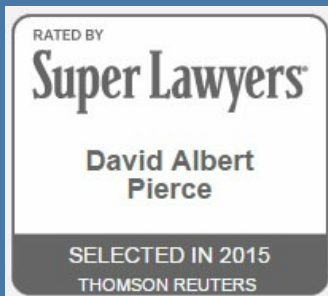 RATED BY
Super Lawyers
David Albert
Pierce
SELECTED IN 2015
THOMSON REUTERS